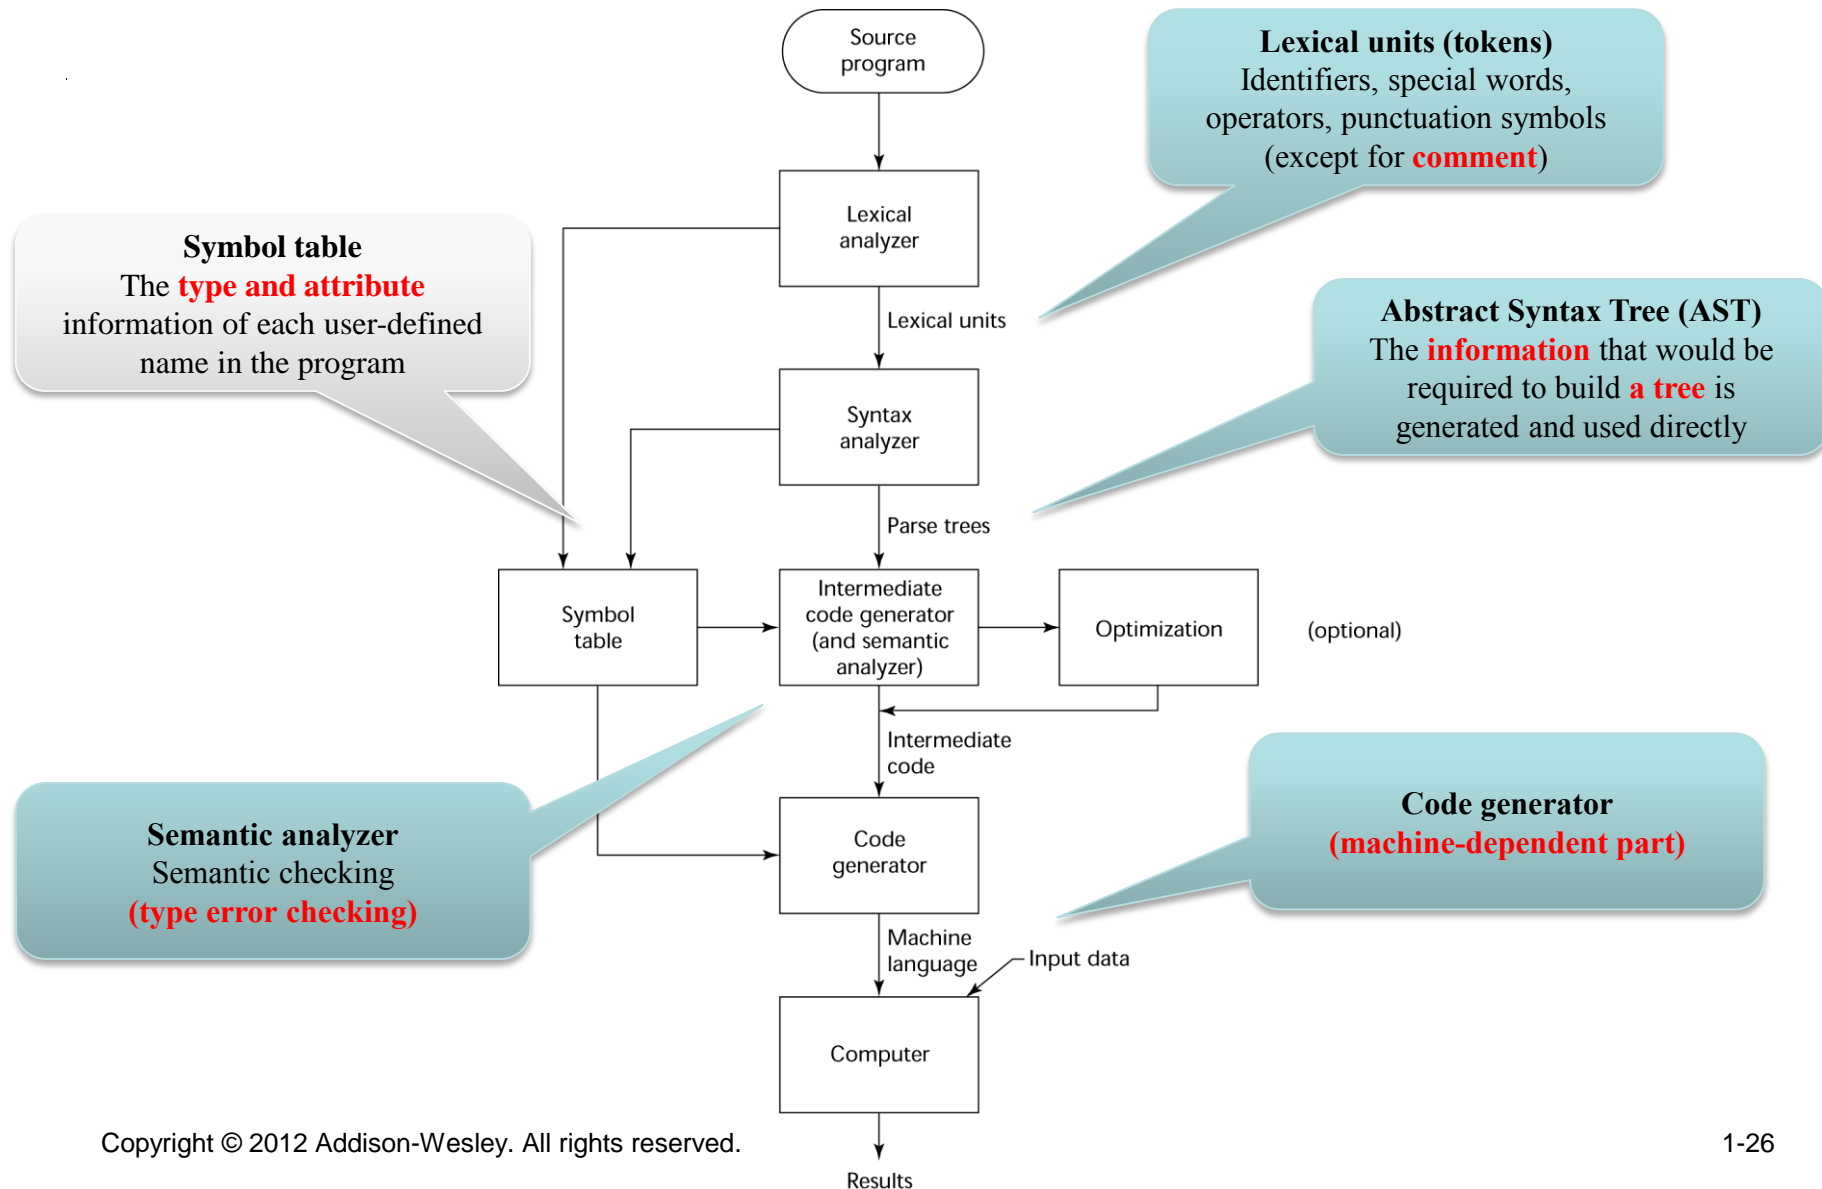 Source
program
Lexical units (tokens)
Identifiers, special words,
operators, punctuation symbols
(except for comment)
Lexical
analyzer
Symbol table
The type and attribute
information of each user-defined
name in the program
Lexical units
Abstract Syntax Tree (AST)
The information that would be
required to build a tree is
generated and used directly
Syntax
analyzer
Parse trees
Symbol
table
Intermediate
code generator
(and semantic
analyzer)
Optimization
(optional)
Intermediate
code
Semantic analyzer
Semantic checking
(type error checking)
Code
generator
Code generator
(machine-dependent part)
Machine
language
Input data
Computer
Copyright © 2012 Addison-Wesley. All rights reserved.
1-26
Results